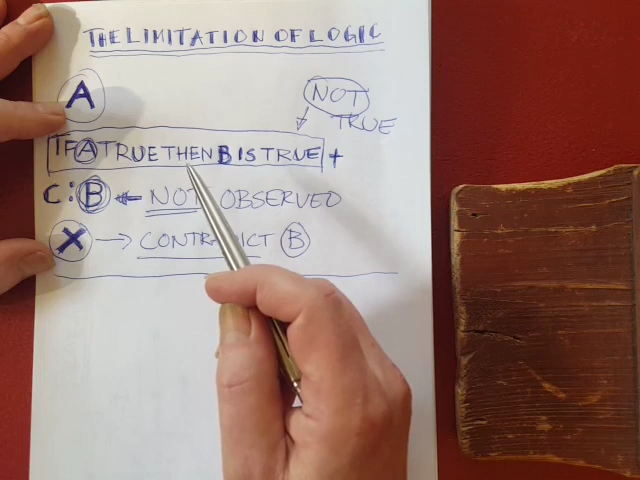 THE LIMITATION OF LOGIC
A
NOT
TRUE
IF A TRUE THEN B IS TRUE +
C: B ← NOT OBSERVED
X → CONTRADICT B